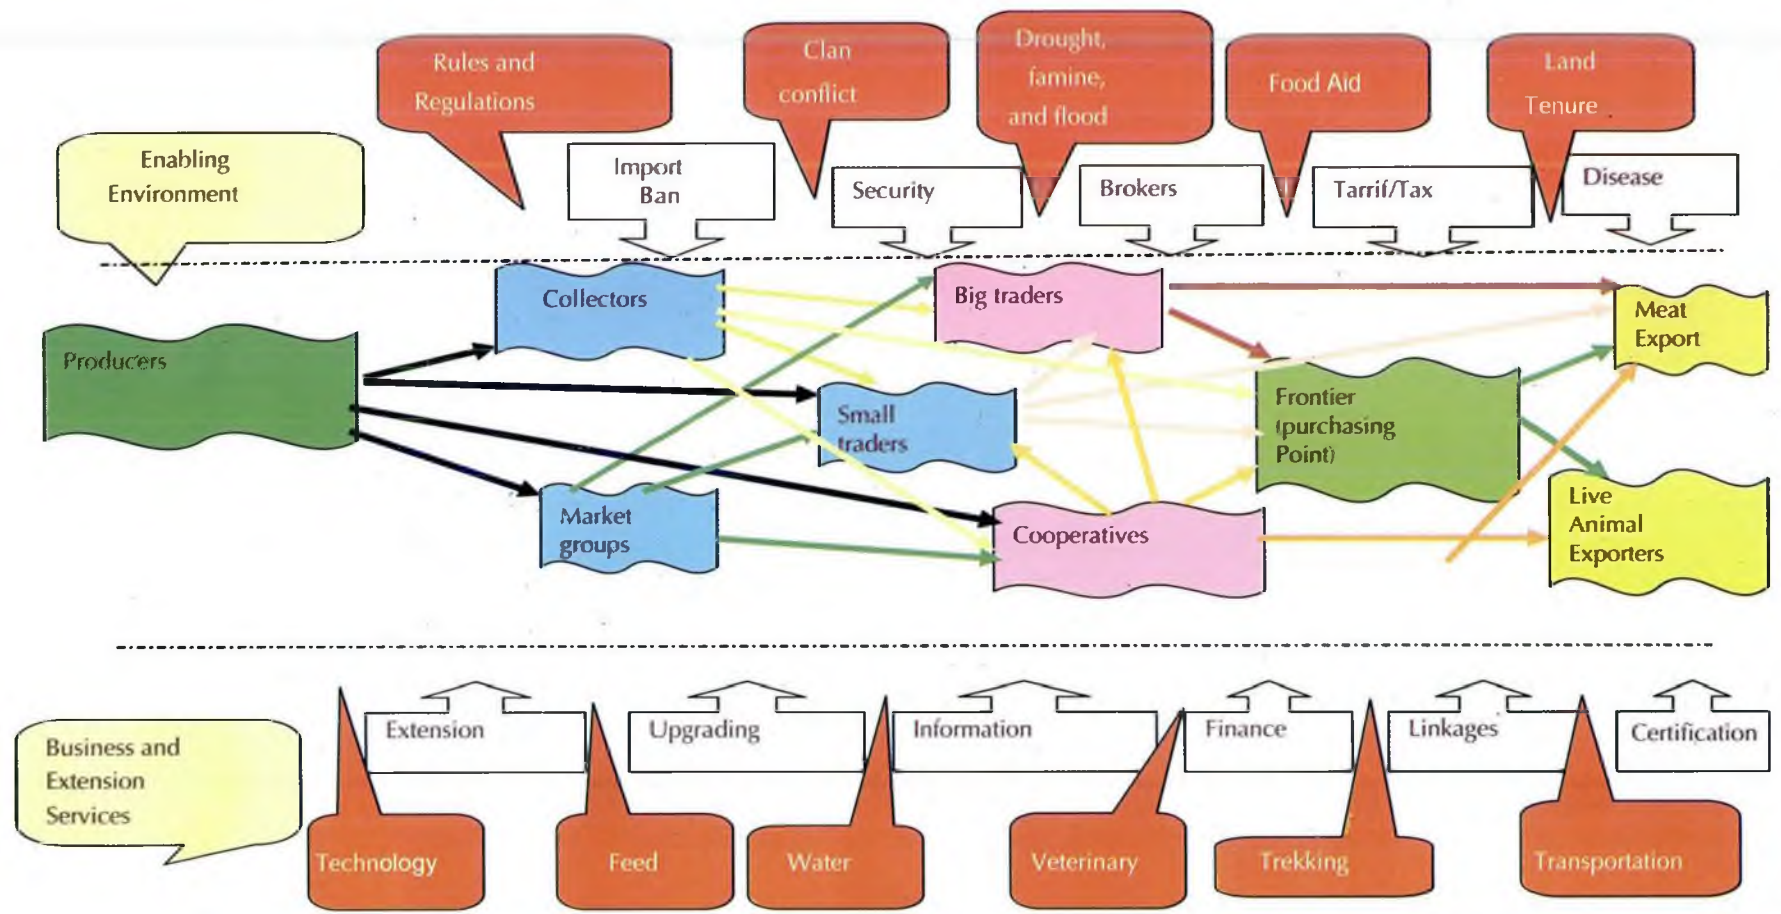 Rules and
Regulations
Clan
conflict
Drought,
famine,
and flood
Food Aid
Land
Tenure
Enabling
Environment
Import
Ban
Security
Brokers
Tarrif/Tax
Disease
Collectors
Big traders
Meat
Export
Producers
Small
traders
Frontier
(purchasing
Point)
Market
groups
Cooperatives
Live
Animal
Exporters
Extension
Upgrading
Information
Finance
Linkages
Certification
Business and
Extension
Services
Technology
Feed
Water
Veterinary
Trekking
Transportation